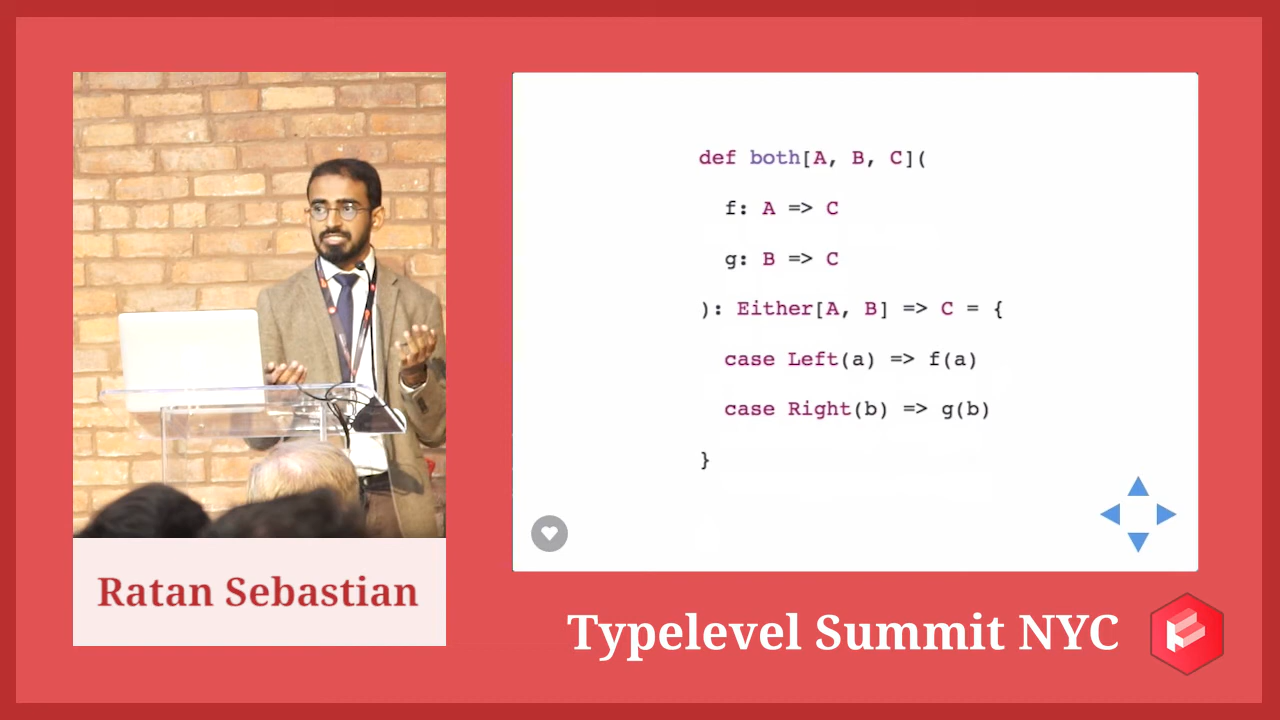 def both[A, B, C](
f: A => C
g: B => C
): Either[A, B] => C = {
case Left(a) => f(a)
case Right(b) => g(b)
}
Ratan Sebastian
Typelevel Summit NYC